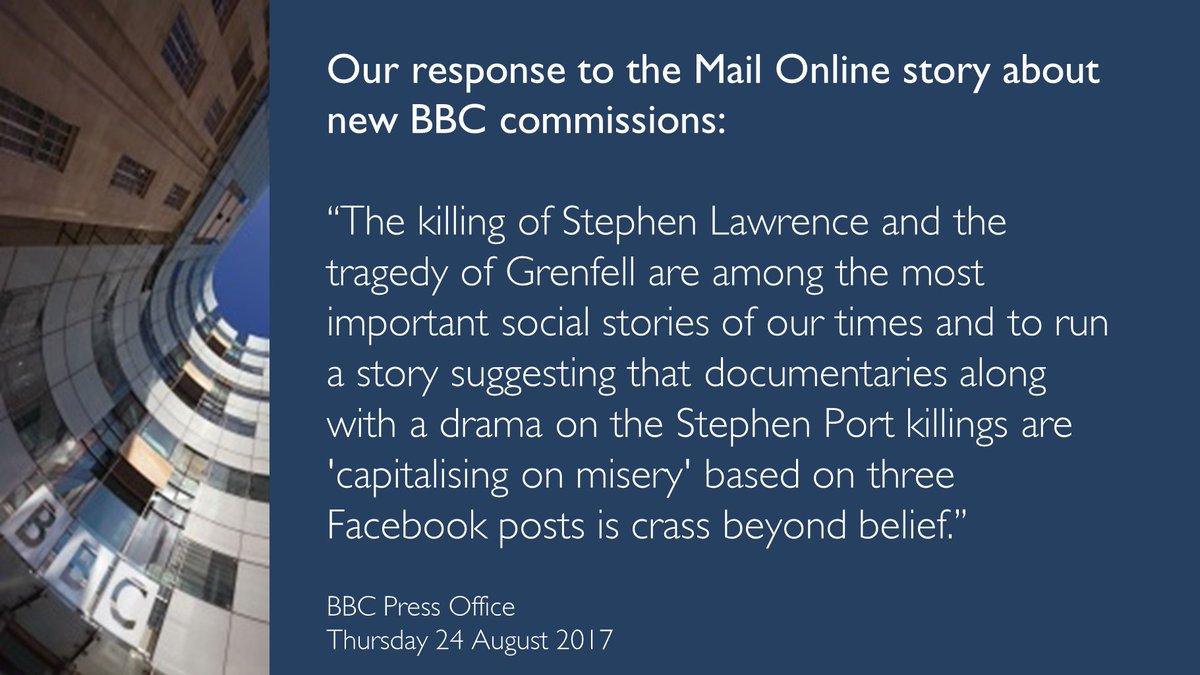 Our response to the Mail Online story about
new BBC commissions:
“The killing of Stephen Lawrence and the
tragedy of Grenfell are among the most
important social stories of our times and to run
a story suggesting that documentaries along
with a drama on the Stephen Port killings are
'capitalising on misery' based on three
Facebook posts is crass beyond belief.”
BBC Press Office
Thursday 24 August 2017
BBC